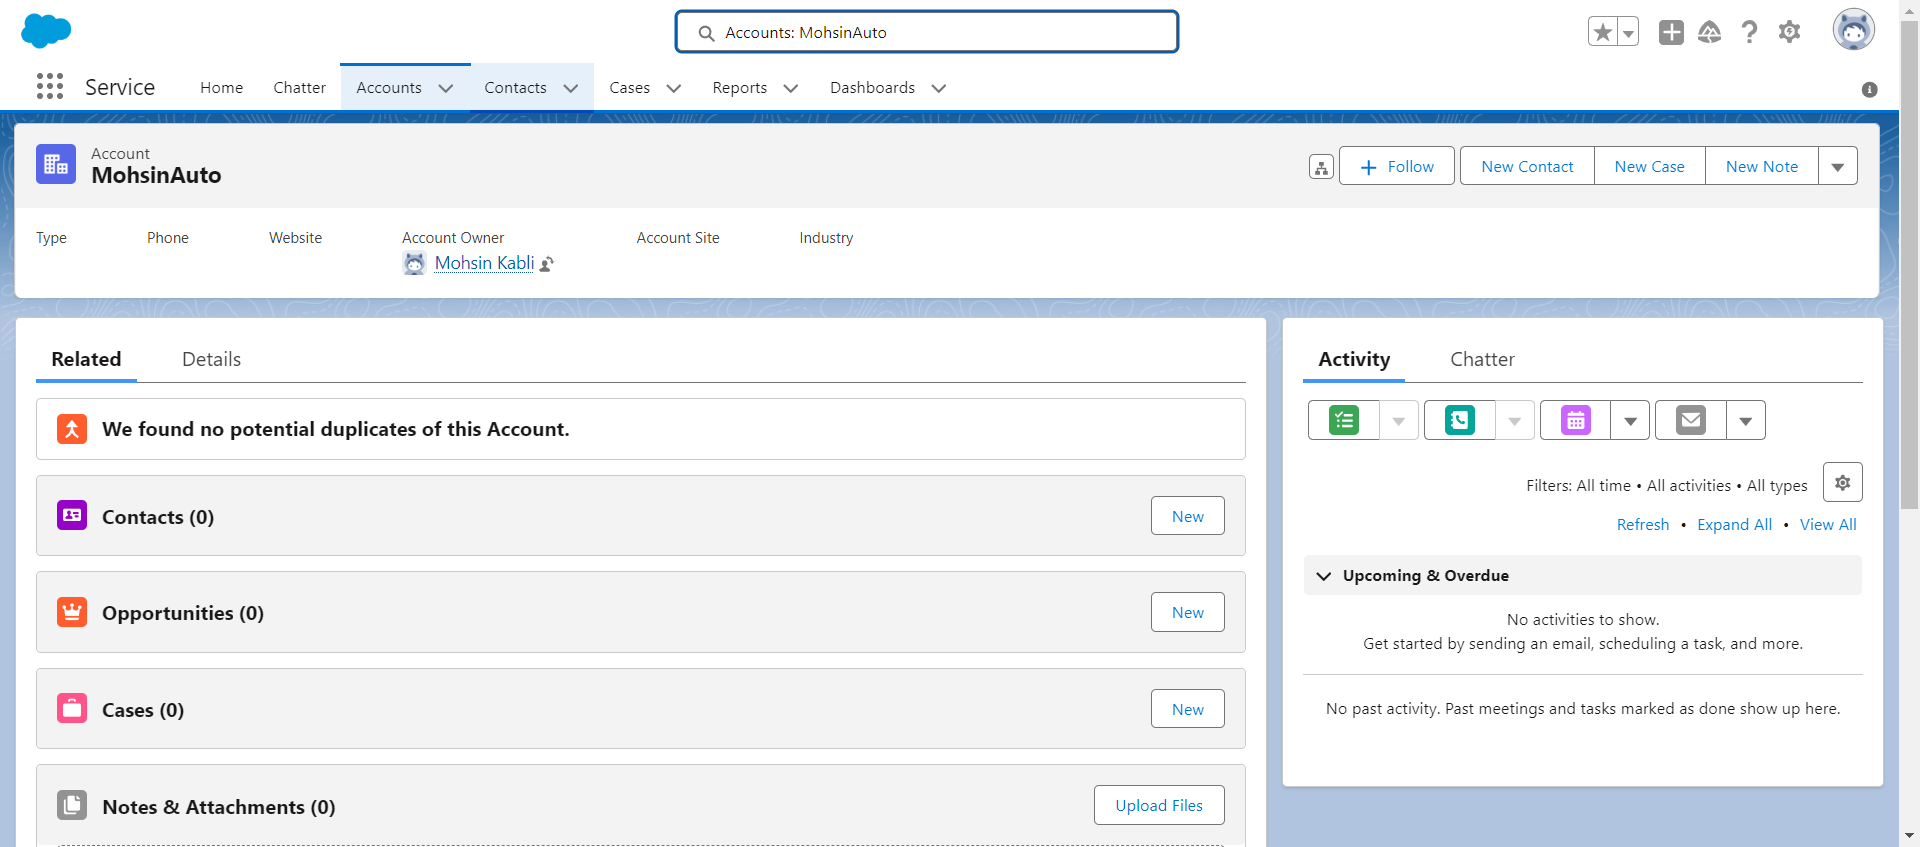 Accounts: MohsinAuto
Service
Home
Chatter
Accounts
Contacts
Cases
Reports
Dashboards
Account
MohsinAuto
Follow
New Contact
New Case
New Note
Type
Phone
Website
Account Owner
Account Site
Industry
Mohsin Kabli
Related
Details
We found no potential duplicates of this Account.
Contacts (0)
New
Opportunities (0)
New
Cases (0)
New
Notes & Attachments (0)
Upload Files
Activity
Chatter
Filters: All time • All activities • All types
Refresh • Expand All • View All
Upcoming & Overdue
No activities to show.
Get started by sending an email, scheduling a task, and more.
No past activity. Past meetings and tasks marked as done show up here.